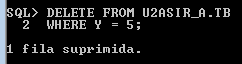 SQL> DELETE FROM U2ASIR_A.TB
  2  WHERE Y = 5;
1 fila suprimida.